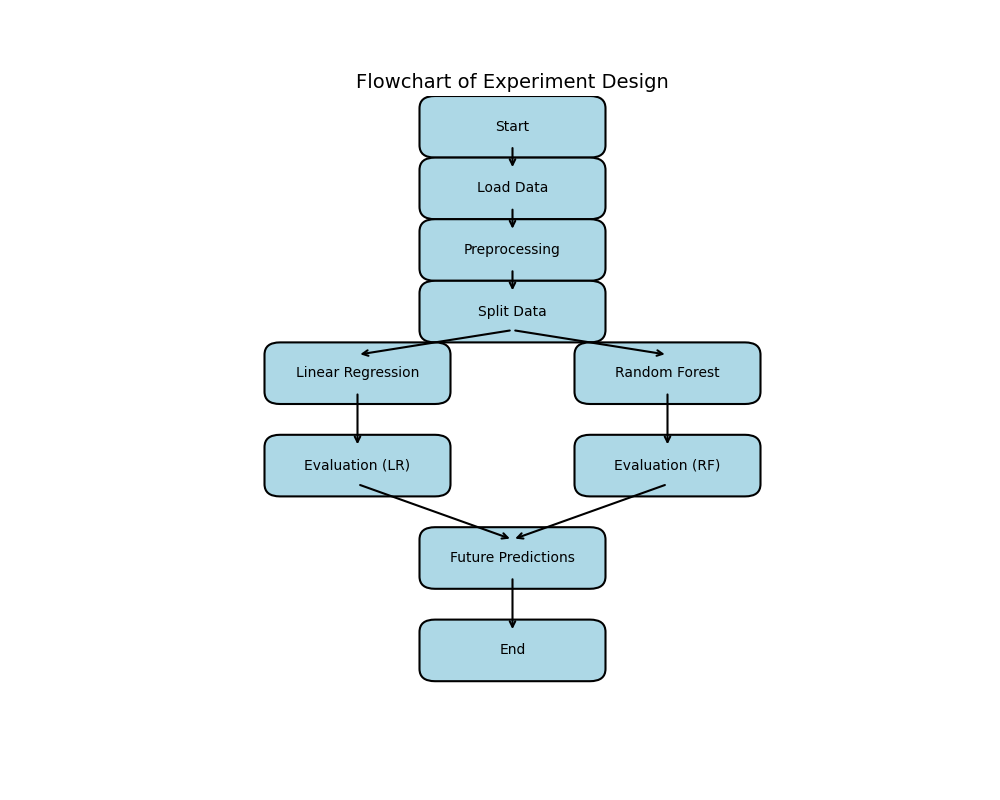 Flowchart of Experiment Design
Start
Load Data
Preprocessing
Split Data
Linear Regression
Random Forest
Evaluation (LR)
Evaluation (RF)
Future Predictions
End